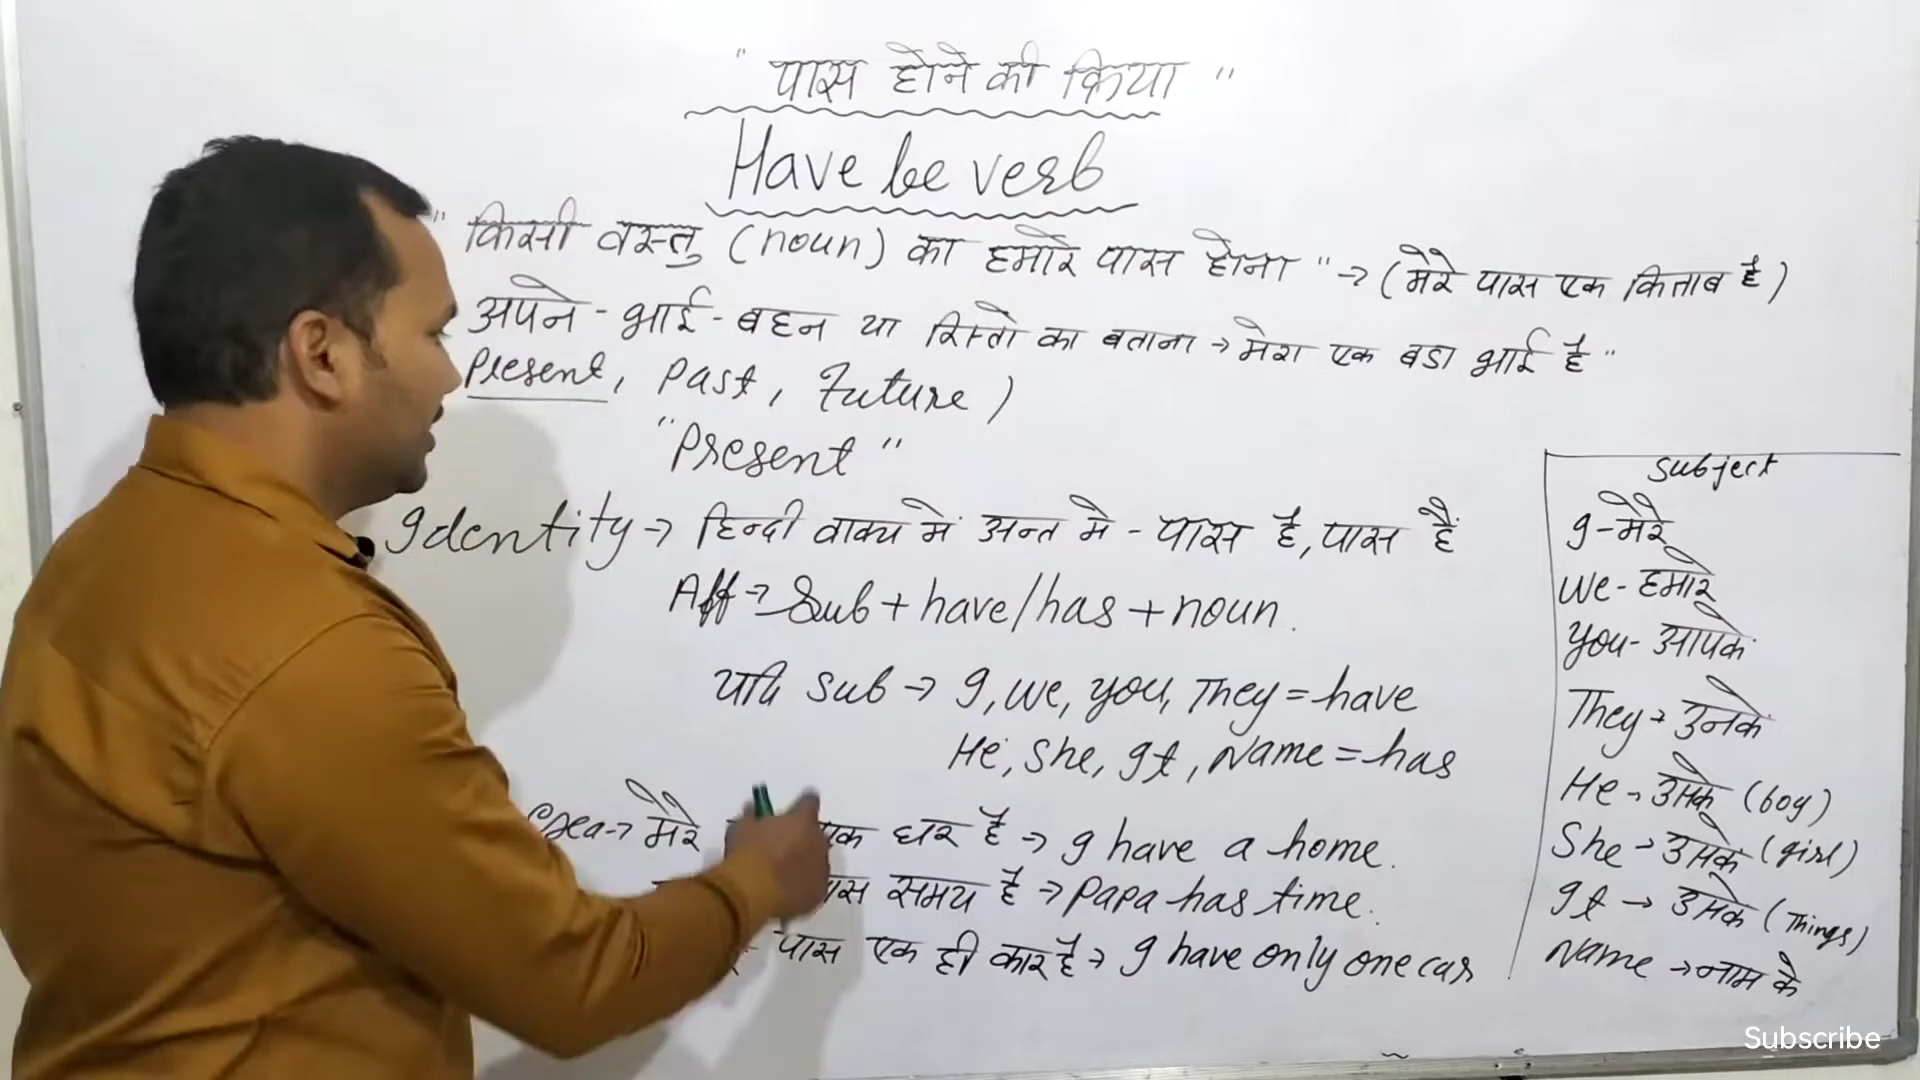 " पास होने की क्रिया "
Have be verb
" किसी वस्तु (noun) का हमारे पास होना " → (मेरे पास एक किताब है)
अपने - भाई - बहन या रिश्तो का बताना → मेरा एक बडा भाई है "
Present, Past, Future)
"Present"
Identity → हिन्दी वाक्य में अन्त मे - पास है, पास हैं
Aff → Sub + have/has + noun.
यदि sub → I, we, you, They = have
He, She, It, Name = has
मेरे एक घर है → I have a home.
पास समय है → Papa has time.
पास एक ही कार है → I have only one car
Subject
I - मेरे
We - हमारे
You - आपके
They → उनके
He → उसके (boy)
She → उसके (girl)
It → उसके (Things)
Name → नाम के
Subscribe